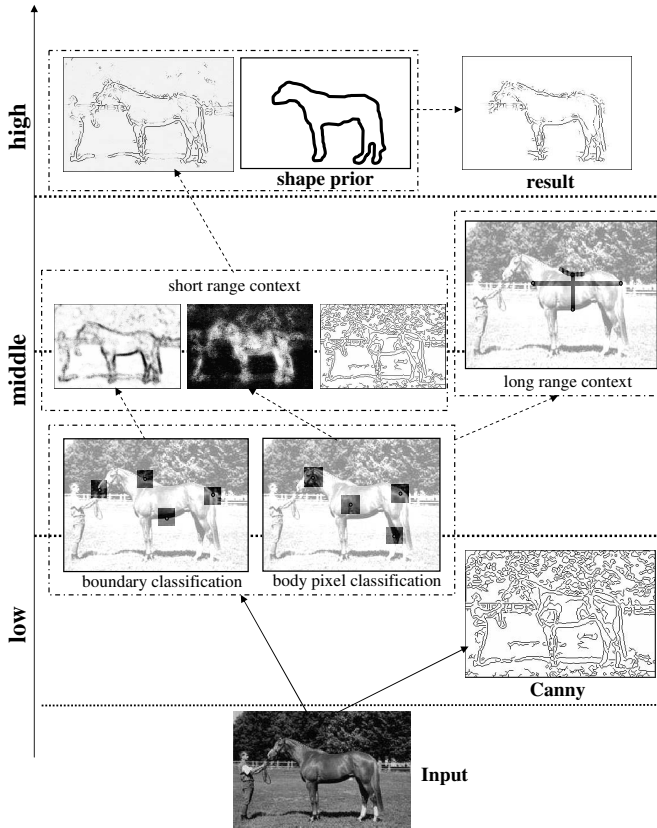 high
shape prior
result
short range context
middle
long range context
boundary classification
body pixel classification
low
Canny
Input